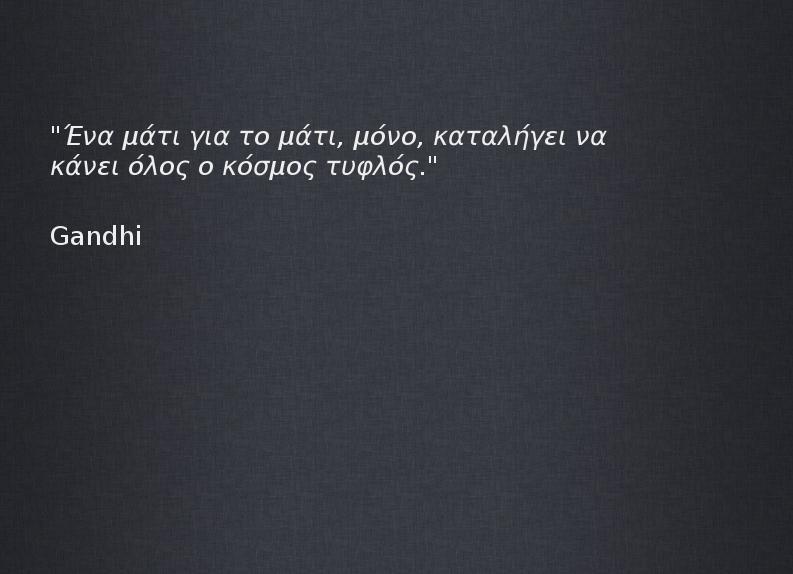 "Ένα μάτι για το μάτι, μόνο, καταλήγει να
κάνει όλος ο κόσμος τυφλός."
Gandhi